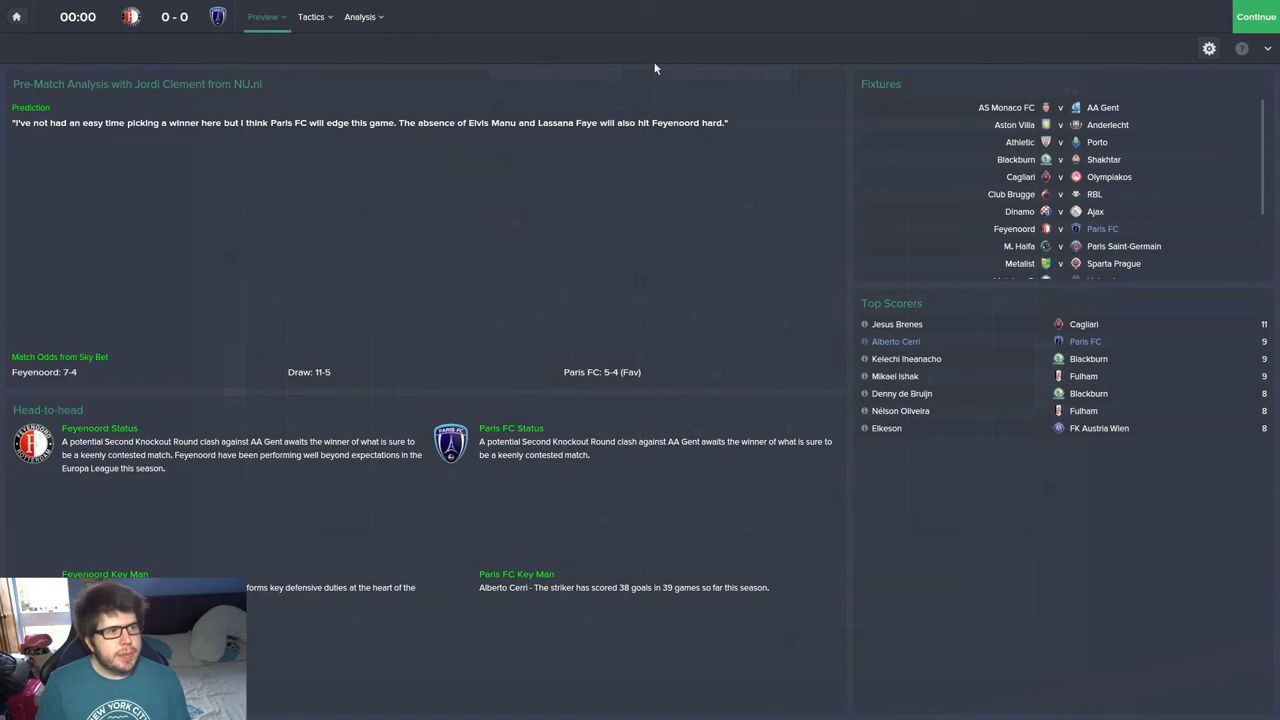 00:00
0 - 0
Preview
Tactics
Analysis
Continue
Pre-Match Analysis with Jordi Clement from NU.nl
Prediction
"I've not had an easy time picking a winner here but I think Paris FC will edge this game. The absence of Elvis Manu and Lassana Faye will also hit Feyenoord hard."
Match Odds from Sky Bet
Feyenoord: 7-4
Draw: 11-5
Paris FC: 5-4 (Fav)
Head-to-head
Feyenoord Status
A potential Second Knockout Round clash against AA Gent awaits the winner of what is sure to
be a keenly contested match. Feyenoord have been performing well beyond expectations in the
Europa League this season.
Paris FC Status
A potential Second Knockout Round clash against AA Gent awaits the winner of what is sure to
be a keenly contested match.
Feyenoord Key Man
forms key defensive duties at the heart of the
Paris FC Key Man
Alberto Cerri - The striker has scored 38 goals in 39 games so far this season.
Fixtures
AS Monaco FC v AA Gent
Aston Villa v Anderlecht
Athletic v Porto
Blackburn v Shakhtar
Cagliari v Olympiakos
Club Brugge v RBL
Dinamo v Ajax
Feyenoord v Paris FC
M. Haifa v Paris Saint-Germain
Metalist v Sparta Prague
Top Scorers
Jesus Brenes Cagliari 11
Alberto Cerri Paris FC 9
Kelechi Iheanacho Blackburn 9
Mikael Ishak Fulham 9
Denny de Bruijn Blackburn 8
Nélson Oliveira Fulham 8
Elkeson FK Austria Wien 8
NEW YORK CITY